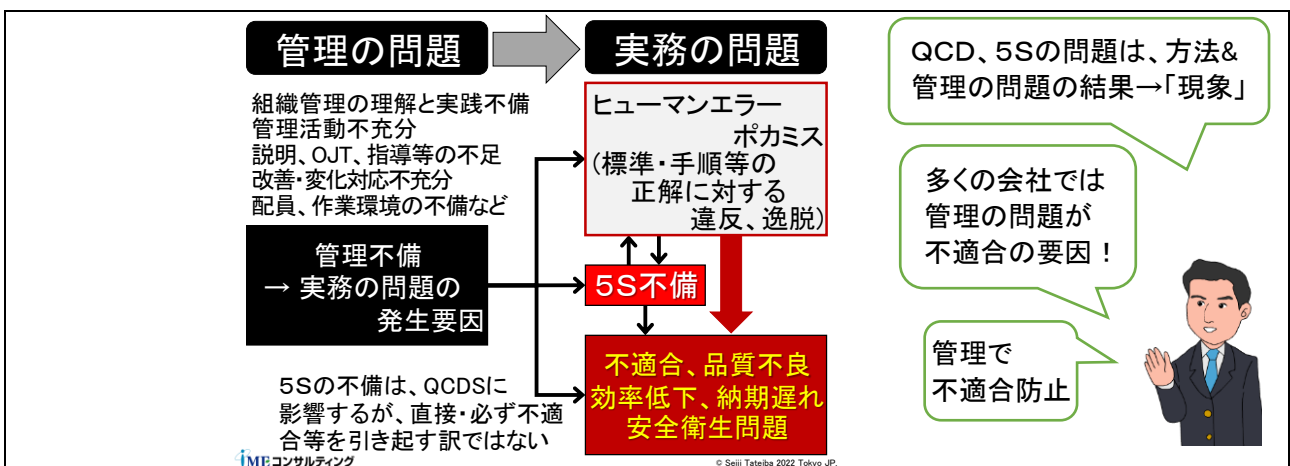 管理の問題
実務の問題
組織管理の理解と実践不備
管理活動不充分
説明、OJT、指導等の不足
改善・変化対応不充分
配員、作業環境の不備など
管理不備
→ 実務の問題の
発生要因
5Sの不備は、QCDSに
影響するが、直接・必ず不適
合等を引き起す訳ではない
ヒューマンエラー
ポカミス
(標準・手順等の
正解に対する
違反、逸脱)
5S不備
不適合、品質不良
効率低下、納期遅れ
安全衛生問題
QCD、5Sの問題は、方法&
管理の問題の結果→「現象」
多くの会社では
管理の問題が
不適合の要因!
管理で
不適合防止
iMEコンサルティング
© Seiji Tateiba 2022 Tokyo JP.